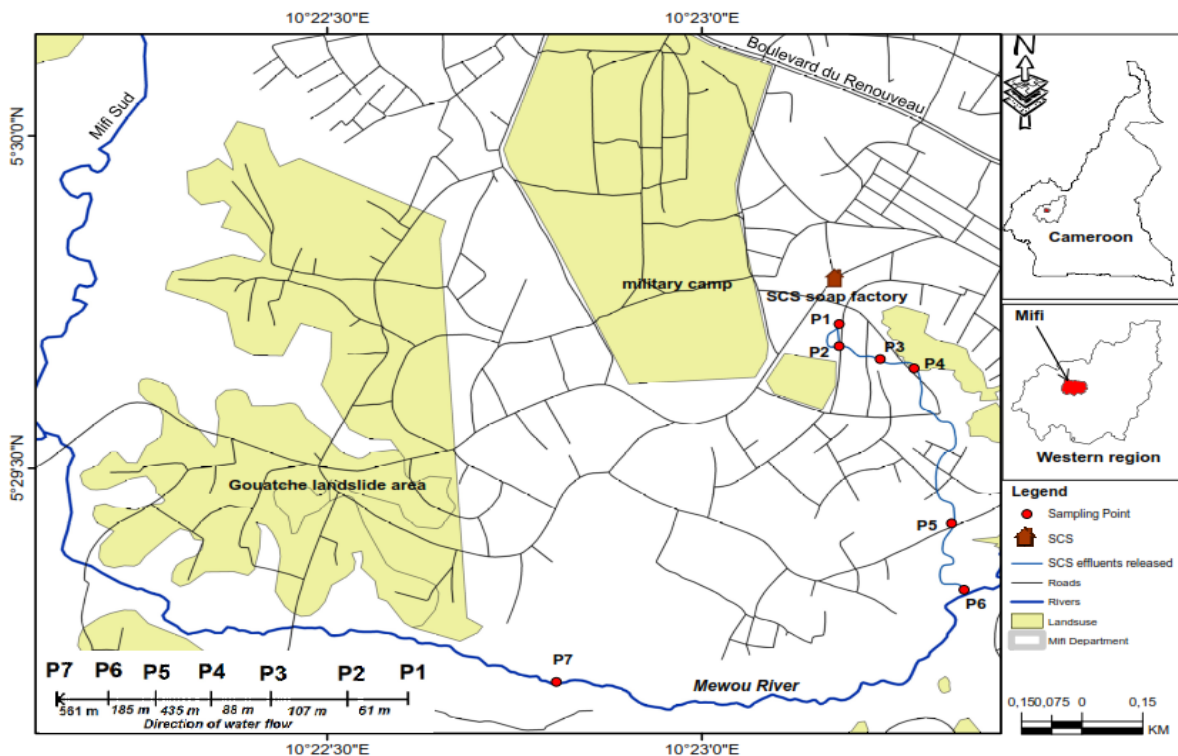 10°22'30"E
10°23'0"E
N
Boulevard du Renouveau
Mifi Sud
5°30'0"N
Cameroon
military camp
SCS soap factory
P1
P2
P3
P4
Mifi
Western region
5°29'30"N
Gouatche landslide area
P5
P6
P7
Mewou River
Legend
Sampling Point
SCS
SCS effluents released
Roads
Rivers
Landsuse
Mifi Department
P7 P6 P5 P4 P3 P2 P1
561 m 185 m 435 m 88 m 107 m 61 m
Direction of water flow
0,150,075 0 0,15
KM
10°22'30"E
10°23'0"E